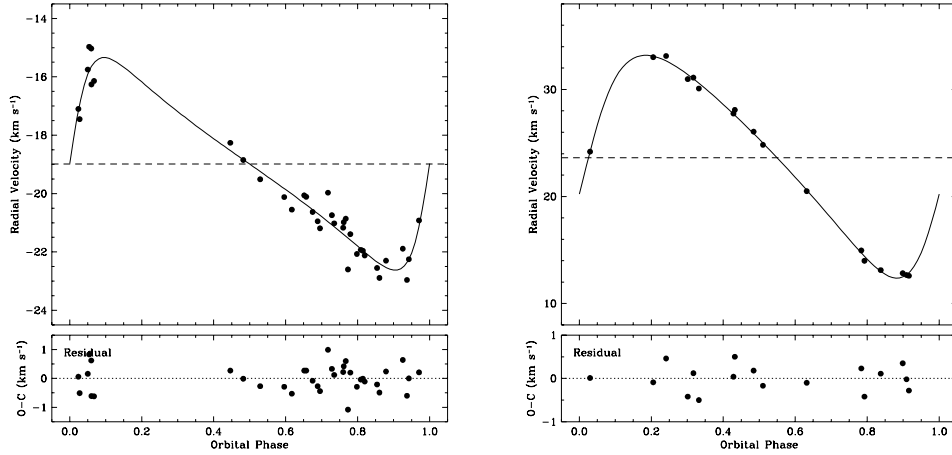 -14
-16
-18
-20
-22
-24
Radial Velocity (km s⁻¹)
Residual
1
0
-1
O-C (km s⁻¹)
0.0 0.2 0.4 0.6 0.8 1.0
Orbital Phase
30
20
10
Radial Velocity (km s⁻¹)
Residual
1
0
-1
O-C (km s⁻¹)
0.0 0.2 0.4 0.6 0.8 1.0
Orbital Phase